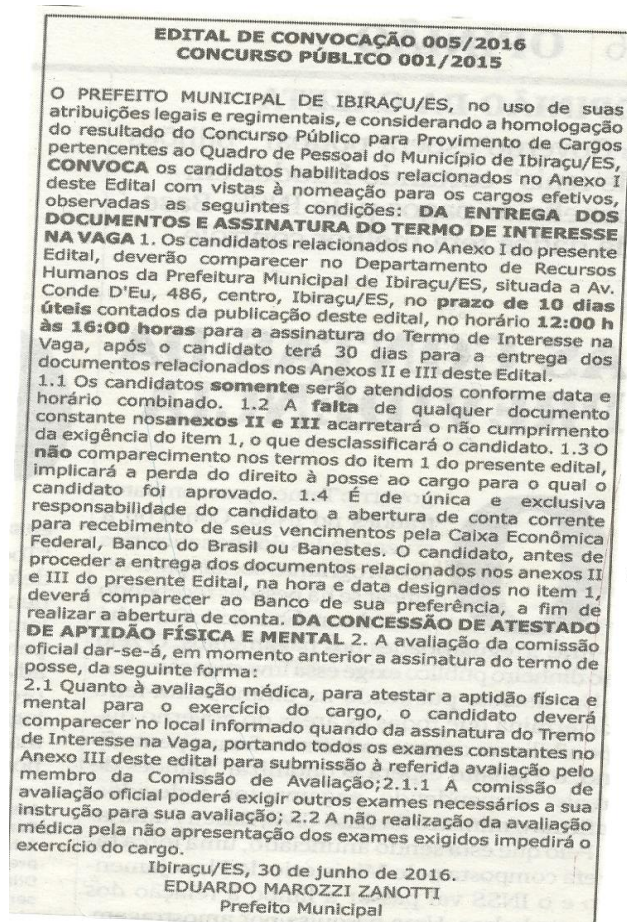 EDITAL DE CONVOCAÇÃO 005/2016
CONCURSO PÚBLICO 001/2015
O PREFEITO MUNICIPAL DE IBIRAÇU/ES, no uso de suas
atribuições legais e regimentais, e considerando a homologação
do resultado do Concurso Público para Provimento de Cargos
pertencentes ao Quadro de Pessoal do Município de Ibiraçu/ES,
CONVOCA os candidatos habilitados relacionados no Anexo I
deste Edital com vistas à nomeação para os cargos efetivos,
observadas as seguintes condições: DA ENTREGA DOS
DOCUMENTOS E ASSINATURA DO TERMO DE INTERESSE
NA VAGA 1. Os candidatos relacionados no Anexo I do presente
Edital, deverão comparecer no Departamento de Recursos
Humanos da Prefeitura Municipal de Ibiraçu/ES, situada a Av.
Conde D'Eu, 486, centro, Ibiraçu/ES, no prazo de 10 dias
úteis contados da publicação deste edital, no horário 12:00 h
às 16:00 horas para a assinatura do Termo de Interesse na
Vaga, após o candidato terá 30 dias para a entrega dos
documentos relacionados nos Anexos II e III deste Edital.
1.1 Os candidatos somente serão atendidos conforme data e
horário combinado. 1.2 A falta de qualquer documento
constante nosanexos II e III acarretará o não cumprimento
da exigência do item 1, o que desclassificará o candidato. 1.3 O
não comparecimento nos termos do item 1 do presente edital,
implicará a perda do direito à posse ao cargo para o qual o
candidato foi aprovado. 1.4 É de única e exclusiva
responsabilidade do candidato a abertura de conta corrente
para recebimento de seus vencimentos pela Caixa Econômica
Federal, Banco do Brasil ou Banestes. O candidato, antes de
proceder a entrega dos documentos relacionados nos anexos II
e III do presente Edital, na hora e data designados no item 1,
deverá comparecer ao Banco de sua preferência, a fim de
realizar a abertura de conta. DA CONCESSÃO DE ATESTADO
DE APTIDÃO FÍSICA E MENTAL 2. A avaliação da comissão
oficial dar-se-á, em momento anterior a assinatura do termo de
posse, da seguinte forma:
2.1 Quanto à avaliação médica, para atestar a aptidão física e
mental para o exercício do cargo, o candidato deverá
comparecer no local informado quando da assinatura do Tremo
de Interesse na Vaga, portando todos os exames constantes no
Anexo III deste edital para submissão à referida avaliação pelo
membro da Comissão de Avaliação;2.1.1 A comissão de
avaliação oficial poderá exigir outros exames necessários a sua
instrução para sua avaliação; 2.2 A não realização da avaliação
médica pela não apresentação dos exames exigidos impedirá o
exercício do cargo.
Ibiraçu/ES, 30 de junho de 2016.
EDUARDO MAROZZI ZANOTTI
Prefeito Municipal